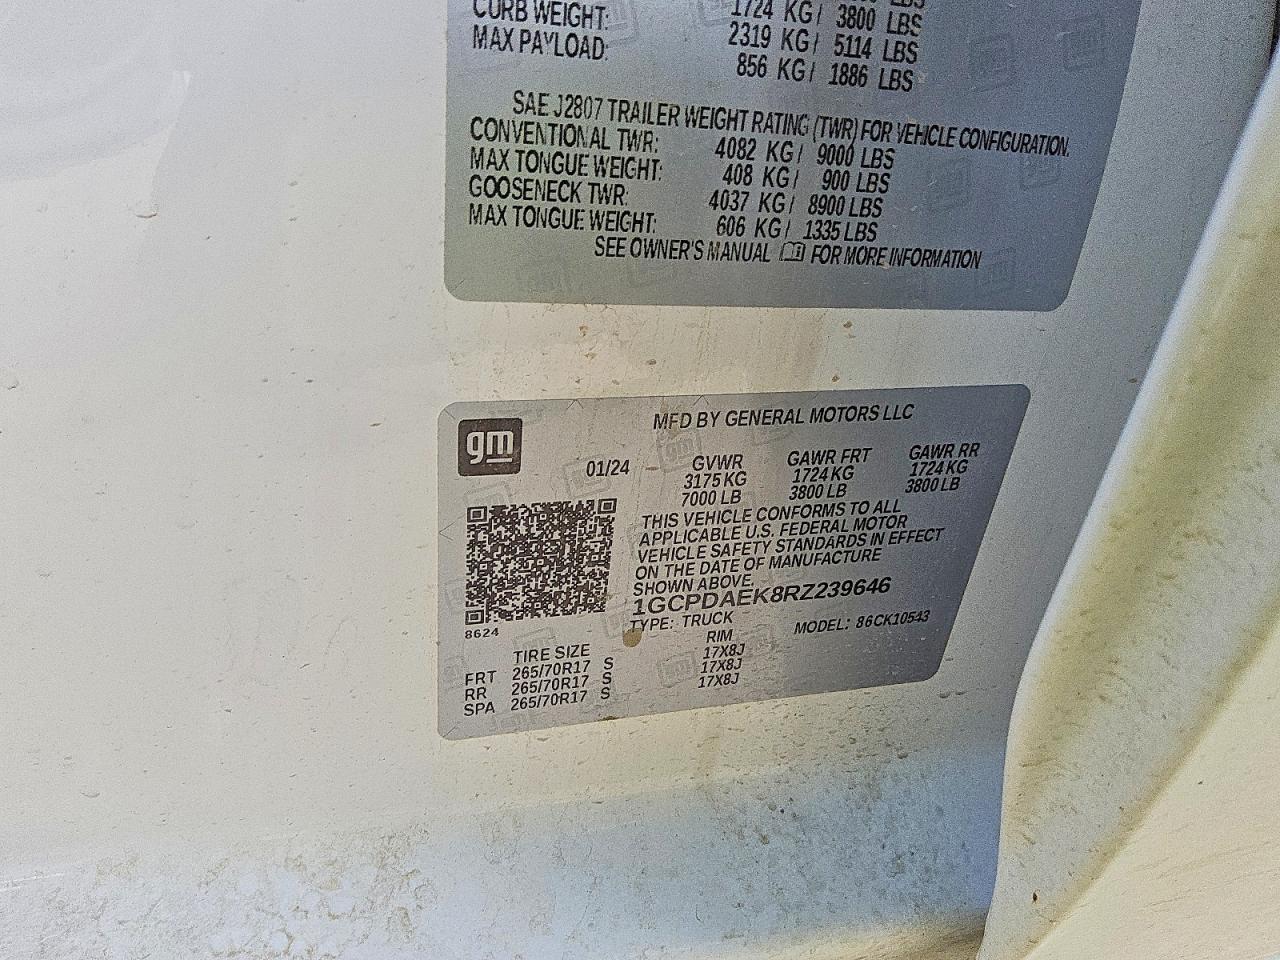 CURB WEIGHT: 1724 KG/ 3800 LBS
MAX PAYLOAD: 2319 KG/ 5114 LBS
856 KG/ 1886 LBS
SAE J2807 TRAILER WEIGHT RATING (TWR) FOR VEHICLE CONFIGURATION.
CONVENTIONAL TWR: 4082 KG/ 9000 LBS
MAX TONGUE WEIGHT: 408 KG/ 900 LBS
GOOSENECK TWR: 4037 KG/ 8900 LBS
MAX TONGUE WEIGHT: 606 KG/ 1335 LBS
SEE OWNER'S MANUAL FOR MORE INFORMATION
gm
MFD BY GENERAL MOTORS LLC
01/24 GVWR GAWR FRT GAWR RR
3175 KG 1724 KG 1724 KG
7000 LB 3800 LB 3800 LB
THIS VEHICLE CONFORMS TO ALL
APPLICABLE U.S. FEDERAL MOTOR
VEHICLE SAFETY STANDARDS IN EFFECT
ON THE DATE OF MANUFACTURE
SHOWN ABOVE.
1GCPDAEK8RZ239646
TYPE: TRUCK MODEL: 86CK10543
8624
TIRE SIZE RIM
FRT 265/70R17 S 17X8J
RR 265/70R17 S 17X8J
SPA 265/70R17 S 17X8J